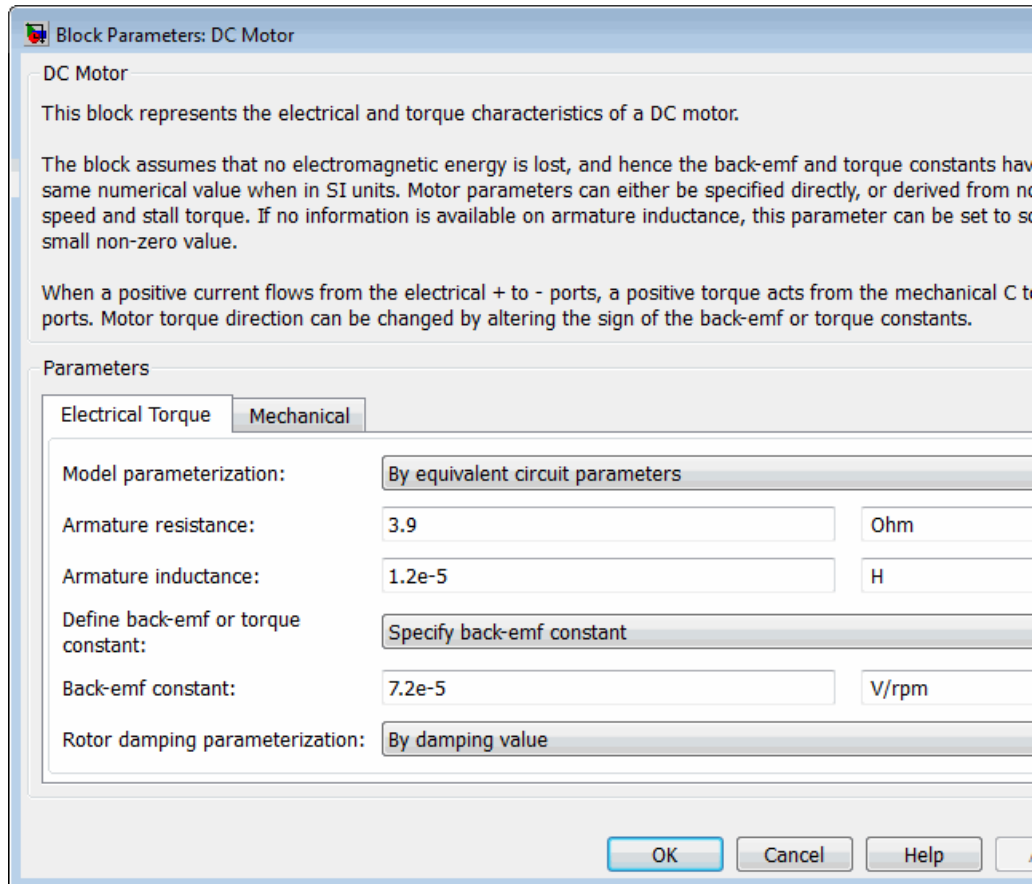 Block Parameters: DC Motor
DC Motor
This block represents the electrical and torque characteristics of a DC motor.
The block assumes that no electromagnetic energy is lost, and hence the back-emf and torque constants hav
same numerical value when in SI units. Motor parameters can either be specified directly, or derived from no
speed and stall torque. If no information is available on armature inductance, this parameter can be set to so
small non-zero value.
When a positive current flows from the electrical + to - ports, a positive torque acts from the mechanical C t
ports. Motor torque direction can be changed by altering the sign of the back-emf or torque constants.
Parameters
Electrical Torque Mechanical
Model parameterization: By equivalent circuit parameters
Armature resistance: 3.9 Ohm
Armature inductance: 1.2e-5 H
Define back-emf or torque
constant: Specify back-emf constant
Back-emf constant: 7.2e-5 V/rpm
Rotor damping parameterization: By damping value
OK Cancel Help